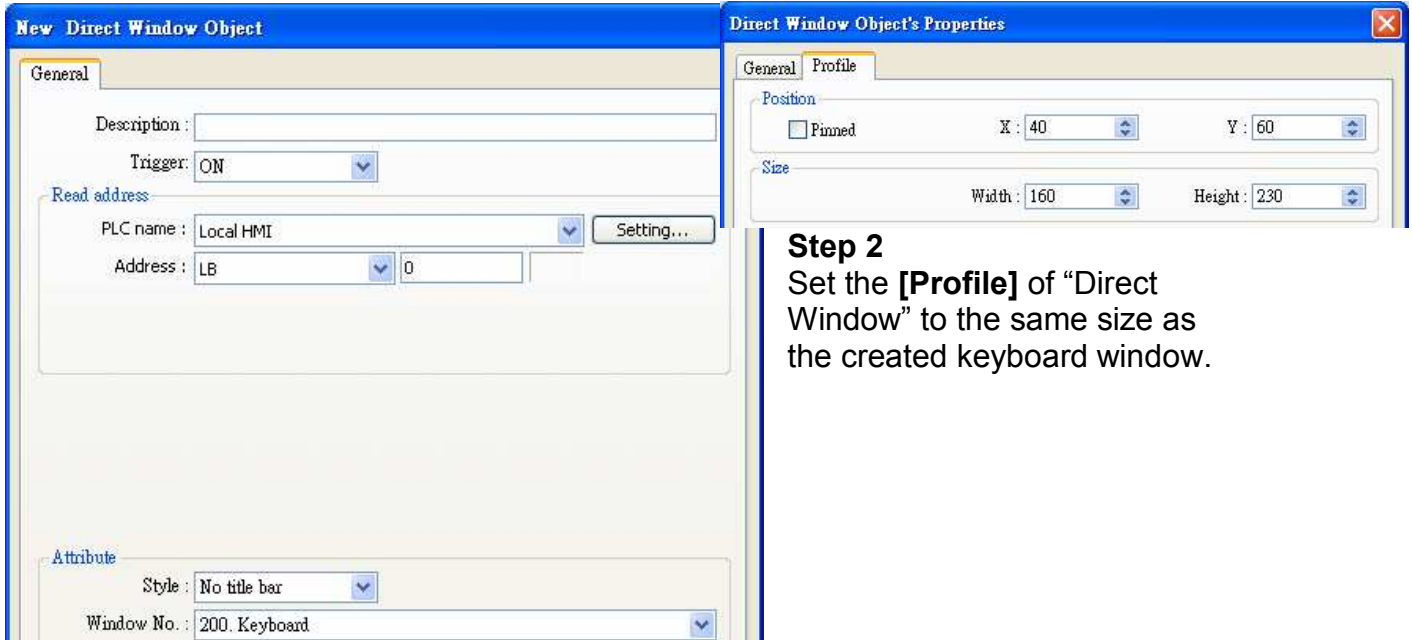 New Direct Window Object
General
Description :
Trigger: ON
Read address
PLC name : Local HMI Setting...
Address : LB 0
Attribute
Style : No title bar
Window No. : 200. Keyboard
Direct Window Object's Properties
General Profile
Position
Pinned X : 40 Y : 60
Size
Width : 160 Height : 230
Step 2
Set the [Profile] of “Direct
Window” to the same size as
the created keyboard window.